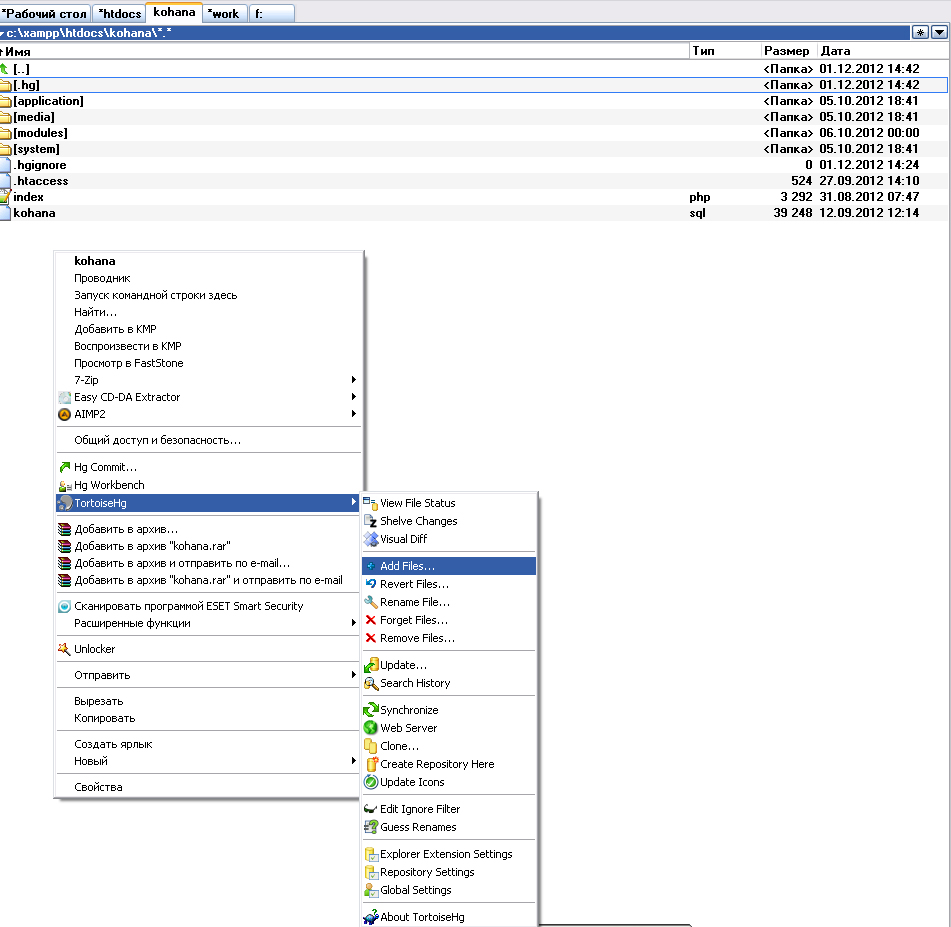 *Рабочий стол *htdocs kohana *work f:
c:\xampp\htdocs\kohana\*.*
Имя Тип Размер Дата
[..] <Папка> 01.12.2012 14:42
[.hg] <Папка> 01.12.2012 14:42
[application] <Папка> 05.10.2012 18:41
[media] <Папка> 05.10.2012 18:41
[modules] <Папка> 06.10.2012 00:00
[system] <Папка> 05.10.2012 18:41
.hgignore 0 01.12.2012 14:24
.htaccess 524 27.09.2012 14:10
index php 3 292 31.08.2012 07:47
kohana sql 39 248 12.09.2012 12:14
kohana
Проводник
Запуск командной строки здесь
Найти...
Добавить в KMP
Воспроизвести в KMP
Просмотр в FastStone
7-Zip
Easy CD-DA Extractor
AIMP2
Общий доступ и безопасность...
Hg Commit...
Hg Workbench
TortoiseHg
Добавить в архив...
Добавить в архив "kohana.rar"
Добавить в архив и отправить по e-mail...
Добавить в архив "kohana.rar" и отправить по e-mail
Сканировать программой ESET Smart Security
Расширенные функции
Unlocker
Отправить
Вырезать
Копировать
Создать ярлык
Новый
Свойства
View File Status
Shelve Changes
Visual Diff
Add Files...
Revert Files...
Rename File...
Forget Files...
Remove Files...
Update...
Search History
Synchronize
Web Server
Clone...
Create Repository Here
Update Icons
Edit Ignore Filter
Guess Renames
Explorer Extension Settings
Repository Settings
Global Settings
About TortoiseHg